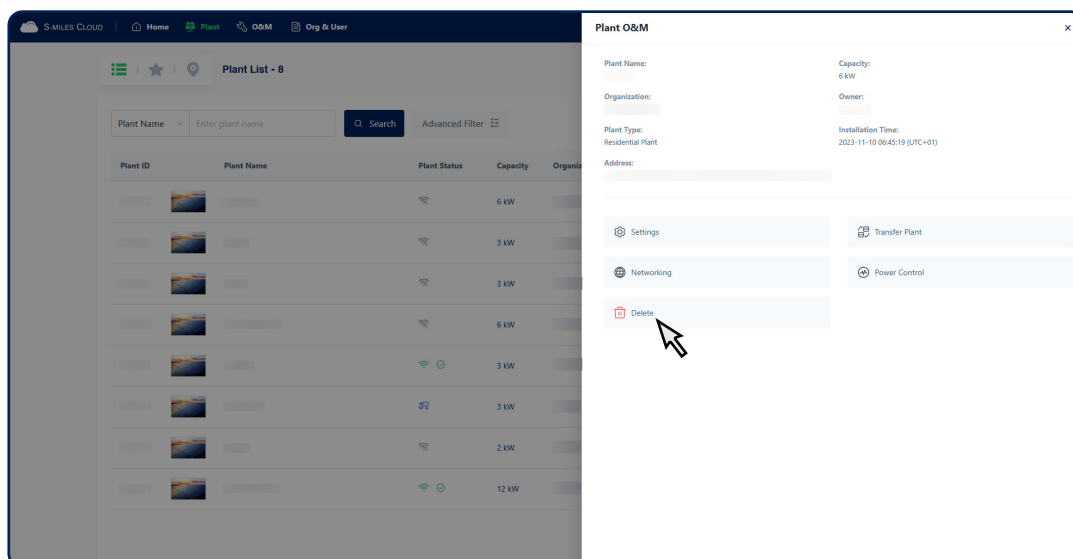 S-MILES CLOUD Home Plant O&M Org & User
Plant List - 8
Plant Name Enter plant name Search Advanced Filter
Plant ID Plant Name Plant Status Capacity Organiz
6 kW
3 kW
3 kW
6 kW
3 kW
3 kW
2 kW
12 kW
Plant O&M
Plant Name: Capacity:
6 kW
Organization: Owner:
Plant Type: Installation Time:
Residential Plant 2023-11-10 06:45:19 (UTC+01)
Address:
Settings Transfer Plant
Networking Power Control
Delete